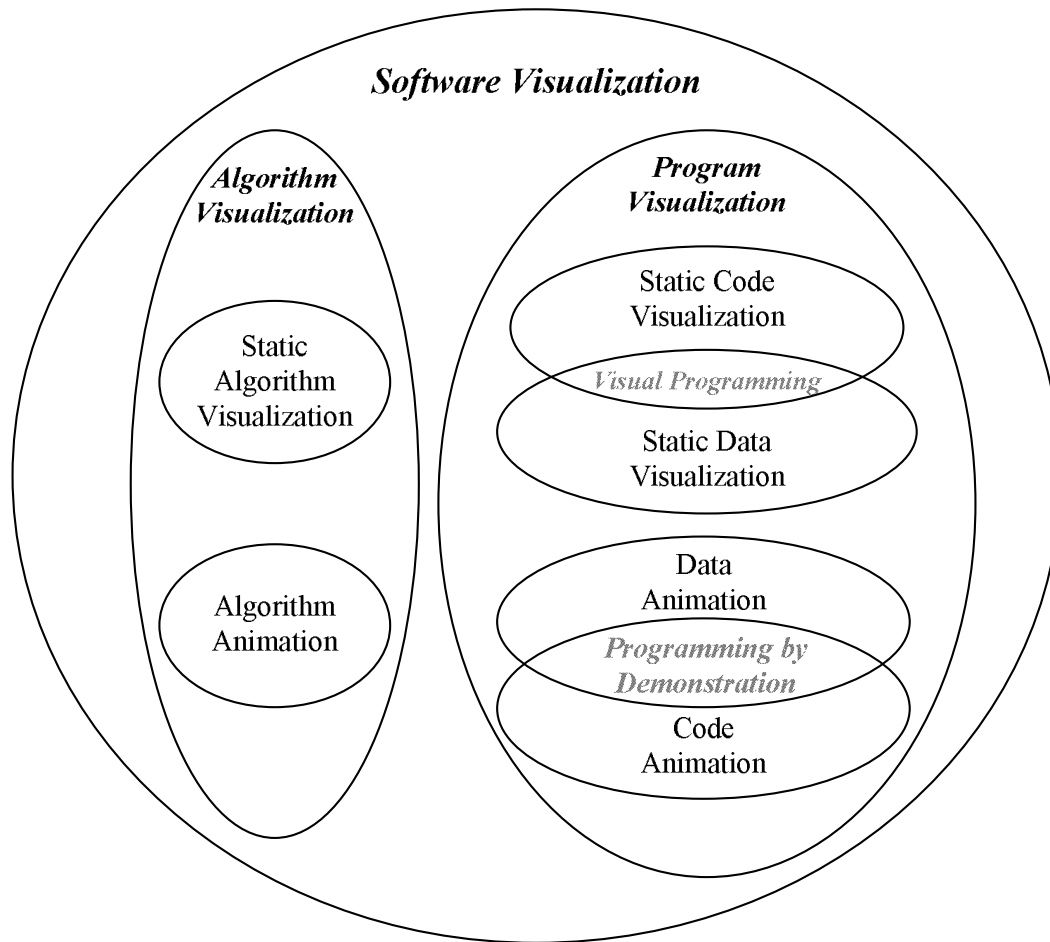 Software Visualization
Algorithm
Visualization
Static
Algorithm
Visualization
Algorithm
Animation
Program
Visualization
Static Code
Visualization
Visual Programming
Static Data
Visualization
Data
Animation
Programming by
Demonstration
Code
Animation